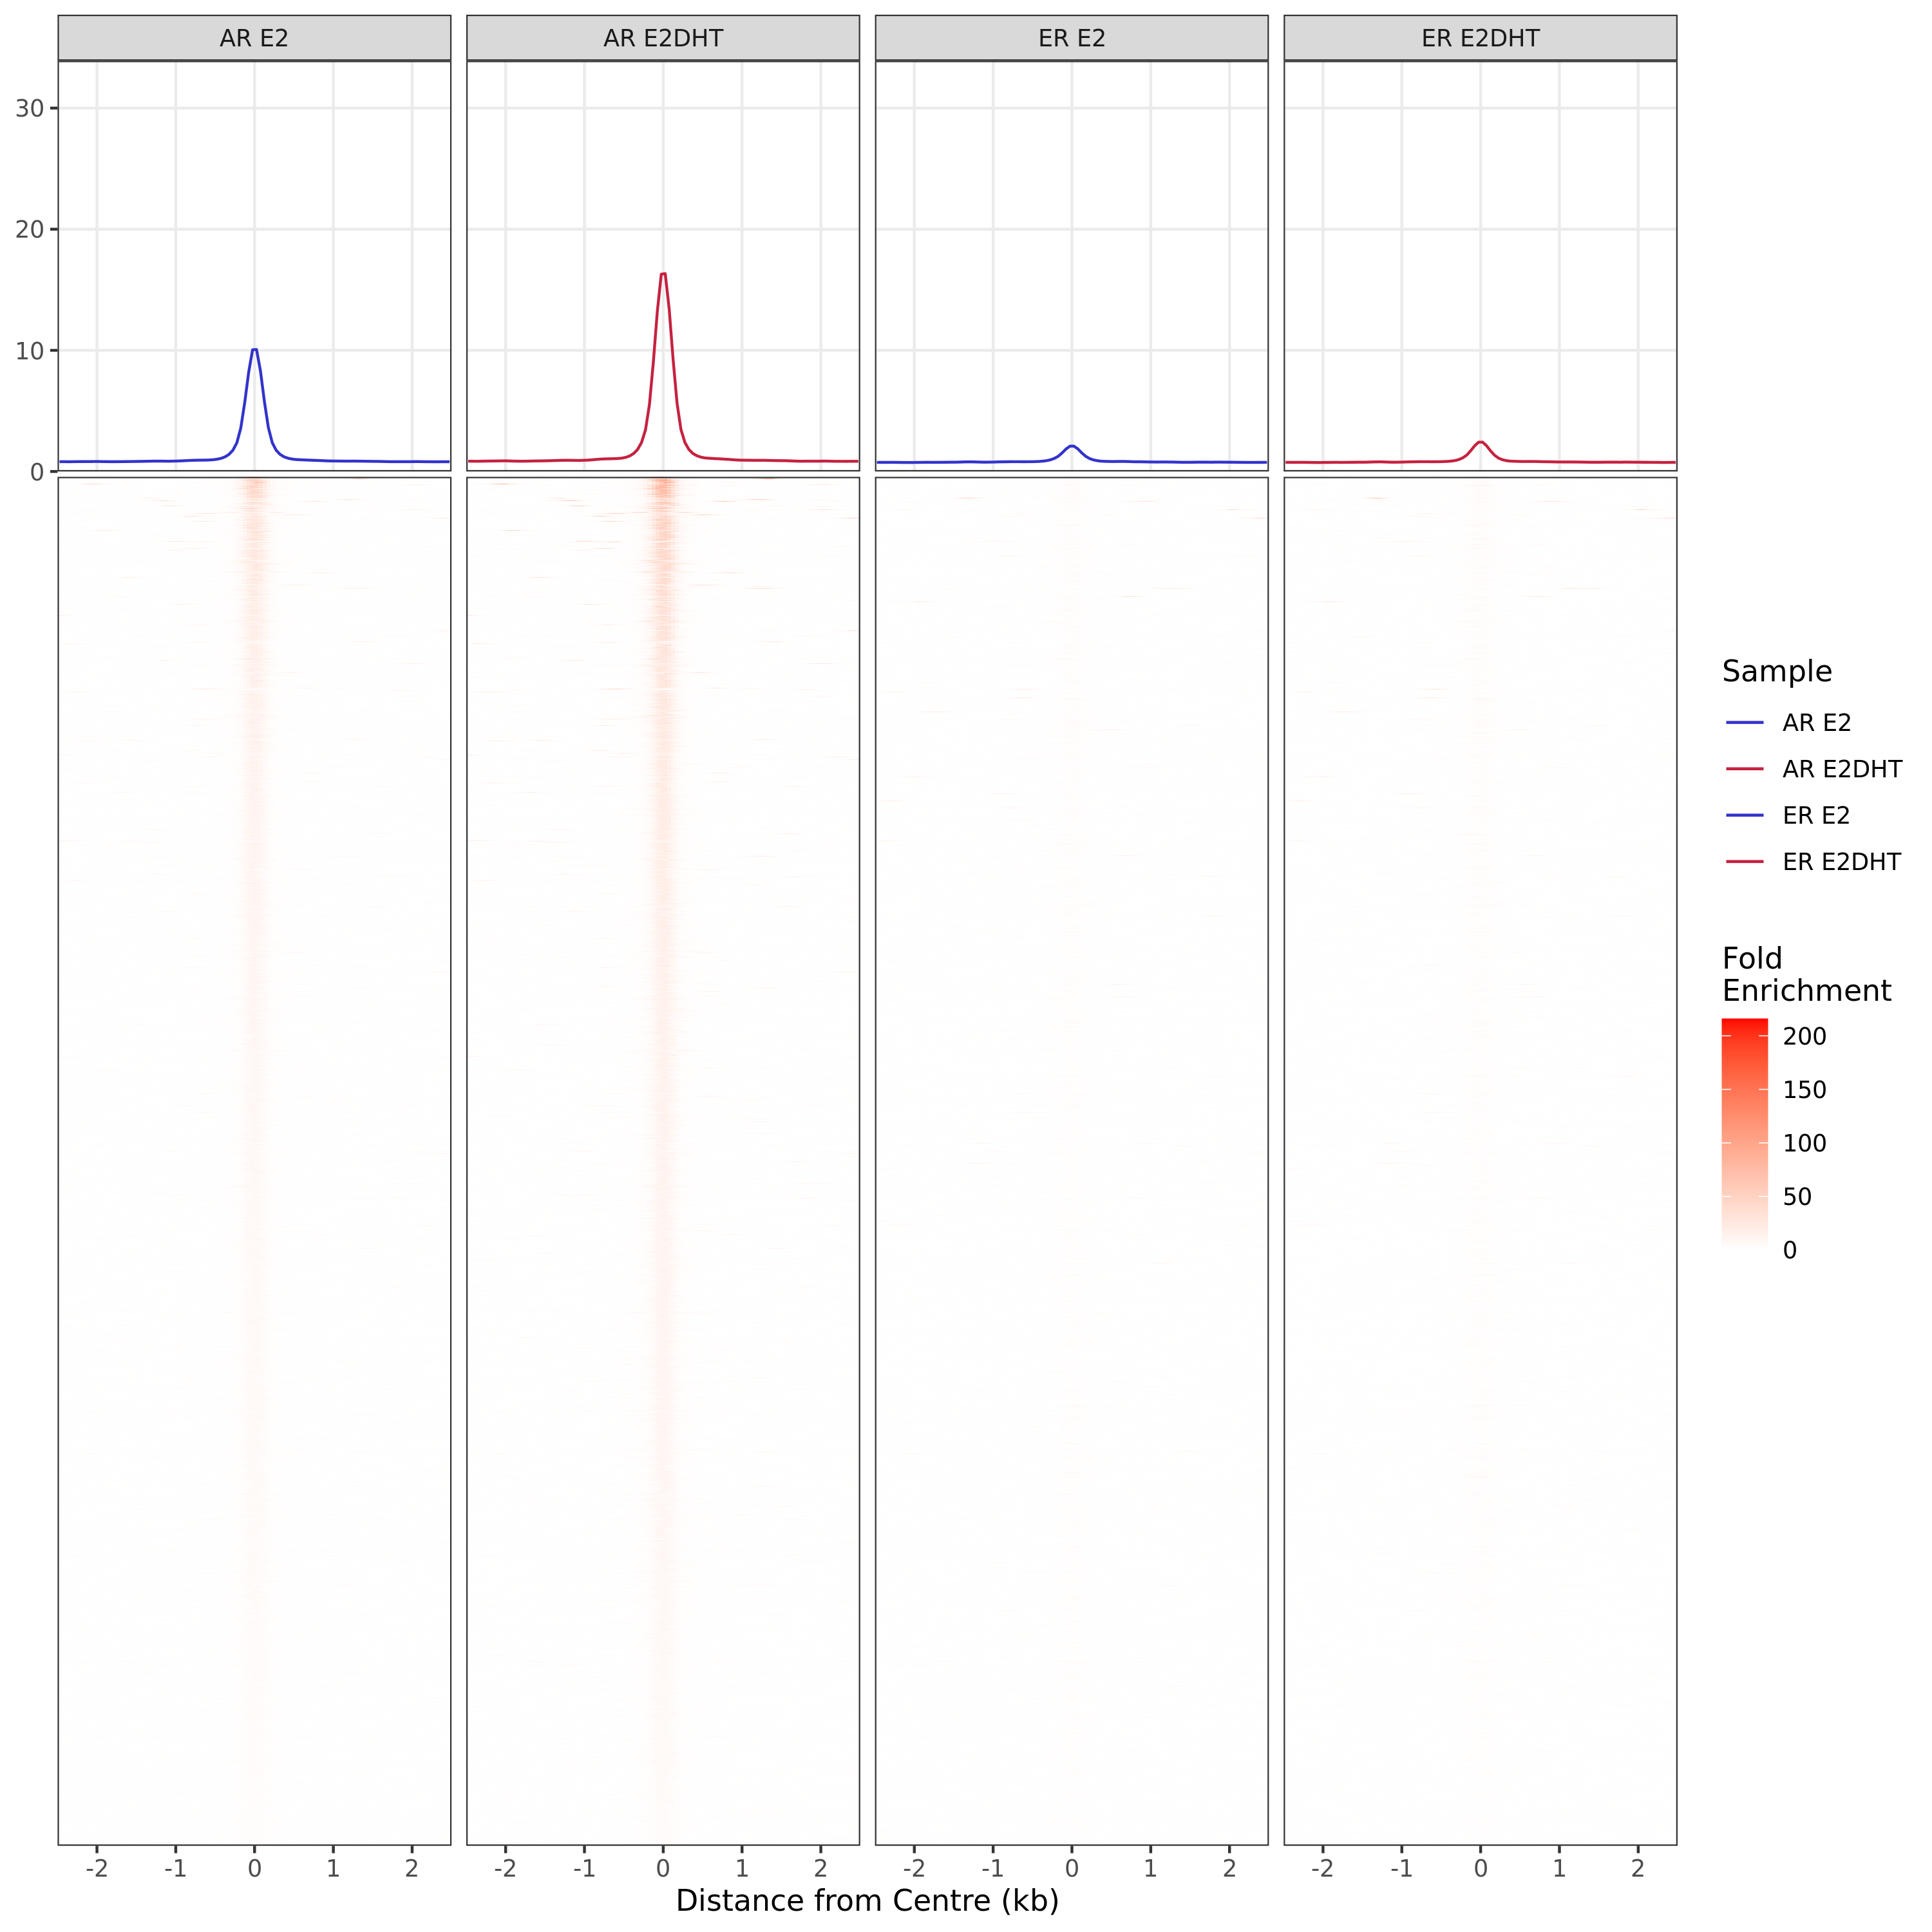 AR E2 AR E2DHT ER E2 ER E2DHT
30
20
10
0
-2 -1 0 1 2 -2 -1 0 1 2 -2 -1 0 1 2 -2 -1 0 1 2
Distance from Centre (kb)
Sample
AR E2
AR E2DHT
ER E2
ER E2DHT
Fold
Enrichment
200
150
100
50
0